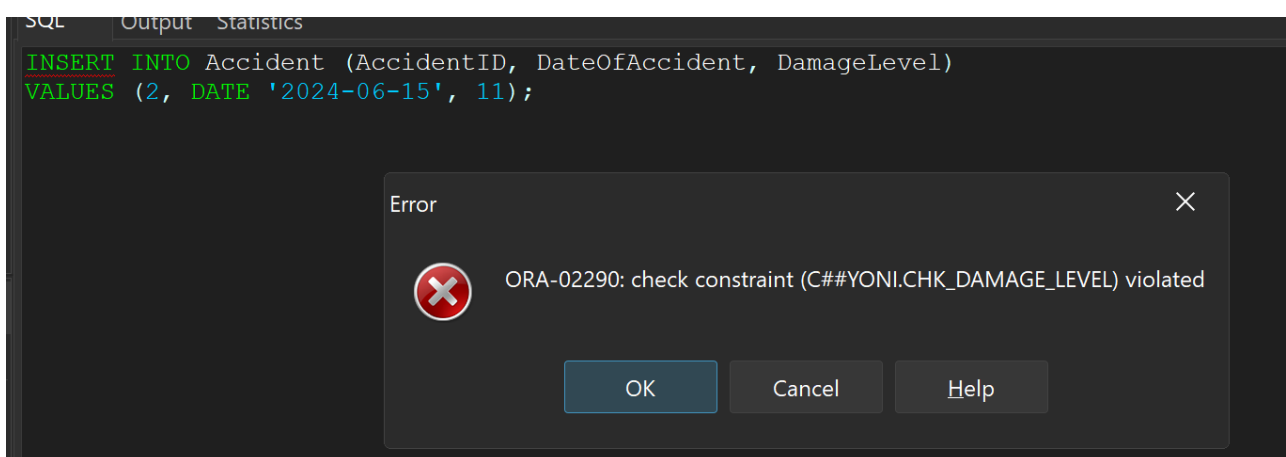 SQL Output Statistics
INSERT INTO Accident (AccidentID, DateOfAccident, DamageLevel)
VALUES (2, DATE '2024-06-15', 11);
Error
ORA-02290: check constraint (C##YONI.CHK_DAMAGE_LEVEL) violated
OK Cancel Help